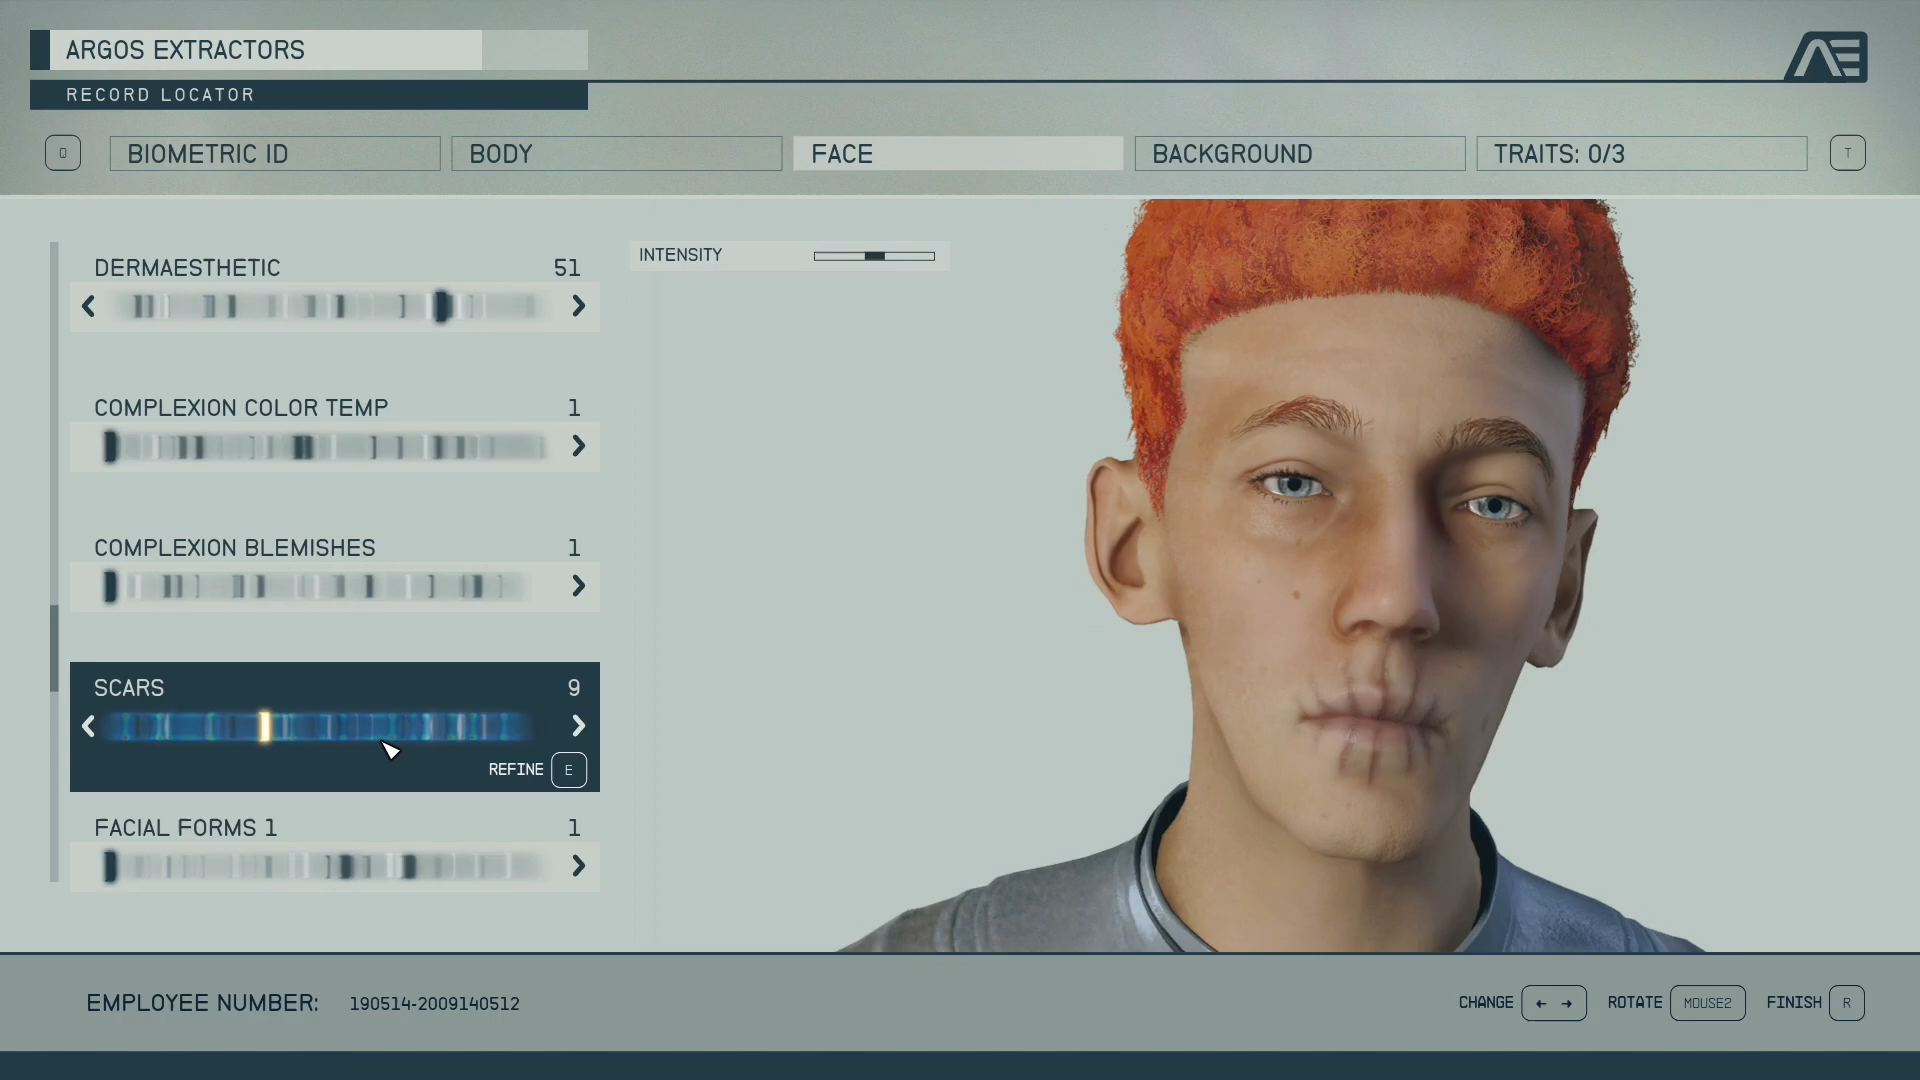 ARGOS EXTRACTORS
RECORD LOCATOR
BIOMETRIC ID
BODY
FACE
BACKGROUND
TRAITS: 0/3
T
DERMAESTHETIC 51
INTENSITY
COMPLEXION COLOR TEMP 1
COMPLEXION BLEMISHES 1
SCARS 9
REFINE E
FACIAL FORMS 1 1
EMPLOYEE NUMBER: 190514-2009140512
CHANGE ← → ROTATE MOUSE2 FINISH R